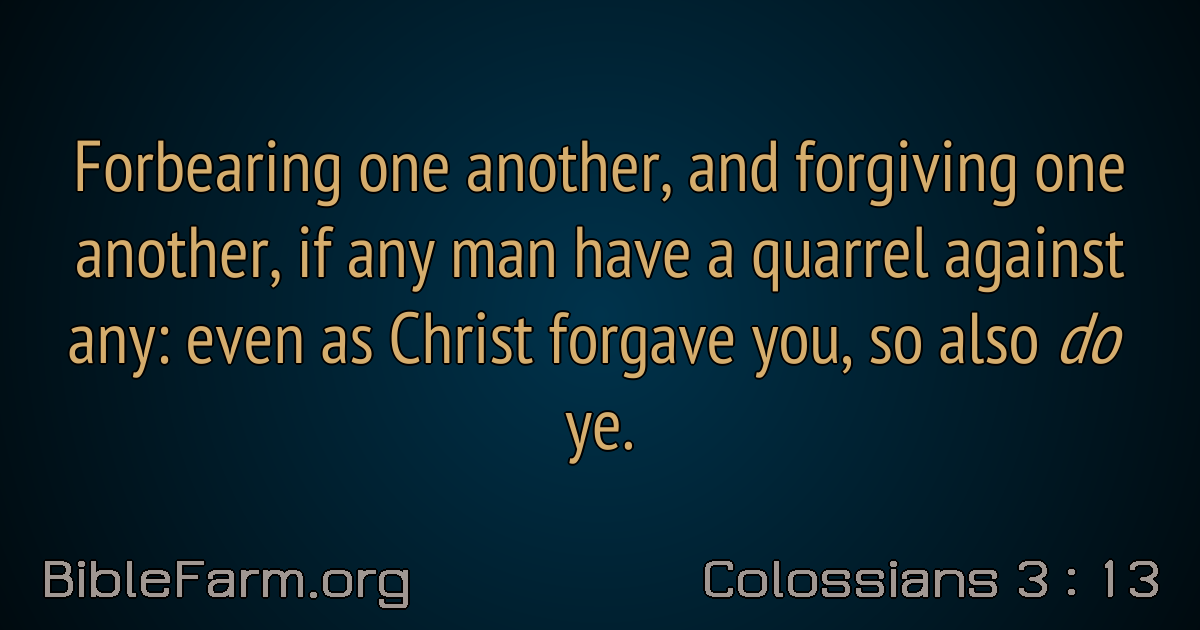 Forbearing one another, and forgiving one
another, if any man have a quarrel against
any: even as Christ forgave you, so also do
ye.
BibleFarm.org
Colossians 3 : 13